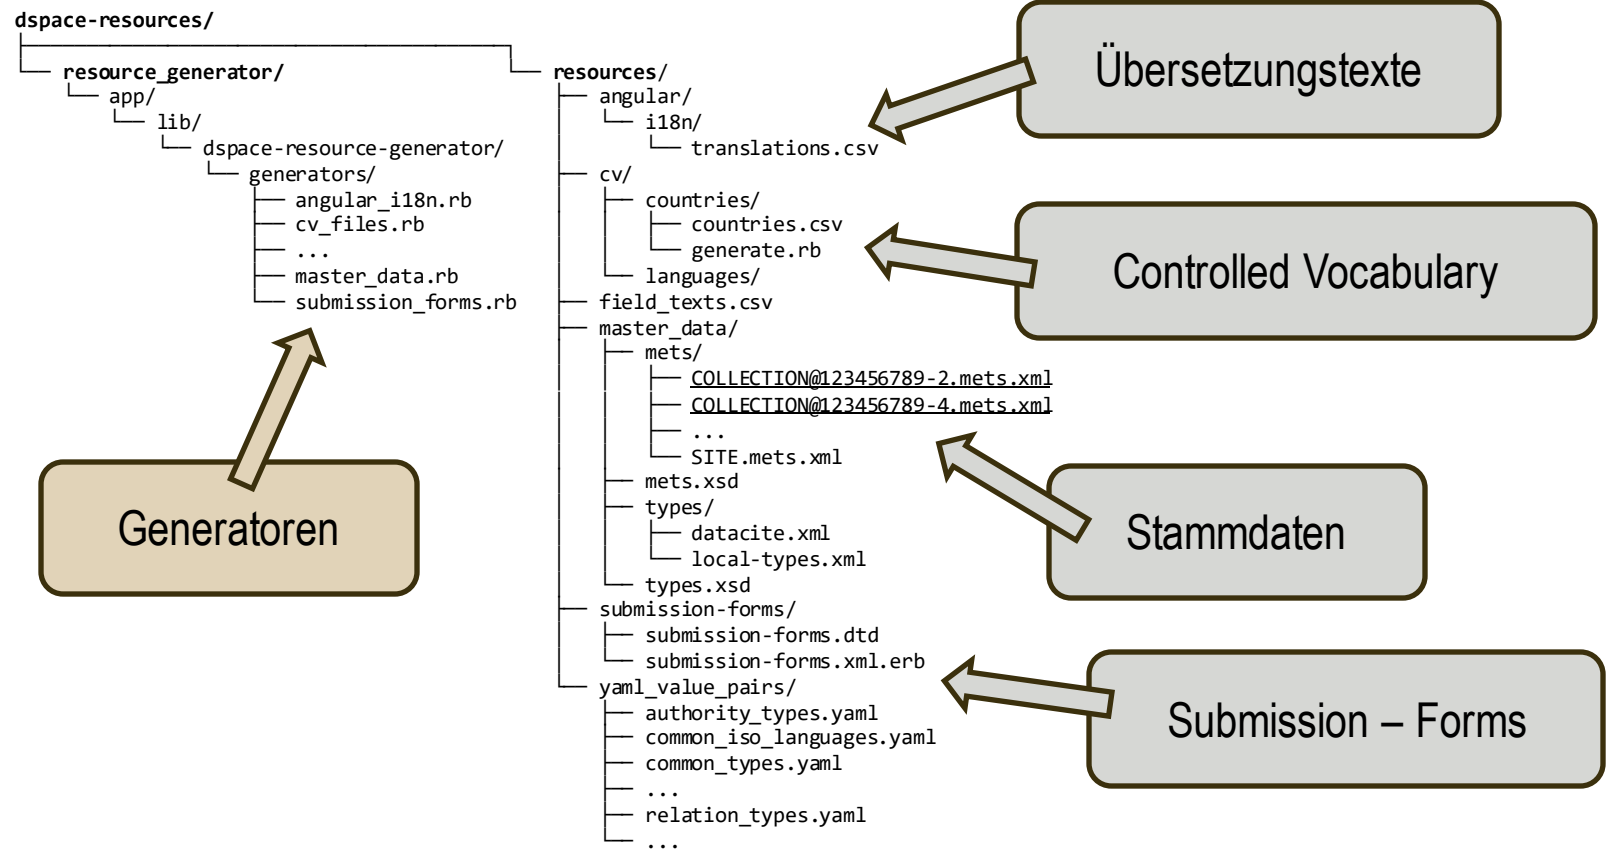 dspace-resources/
resource_generator/
app/
lib/
dspace-resource-generator/
generators/
angular_i18n.rb
cv_files.rb
...
master_data.rb
submission_forms.rb
resources/
angular/
i18n/
translations.csv
cv/
countries/
countries.csv
generate.rb
languages/
field_texts.csv
master_data/
mets/
COLLECTION@123456789-2.mets.xml
COLLECTION@123456789-4.mets.xml
...
SITE.mets.xml
mets.xsd
types/
datacite.xml
local-types.xml
types.xsd
submission-forms/
submission-forms.dtd
submission-forms.xml.erb
yaml_value_pairs/
authority_types.yaml
common_iso_languages.yaml
common_types.yaml
...
relation_types.yaml
...
Generatoren
Übersetzungstexte
Controlled Vocabulary
Stammdaten
Submission – Forms